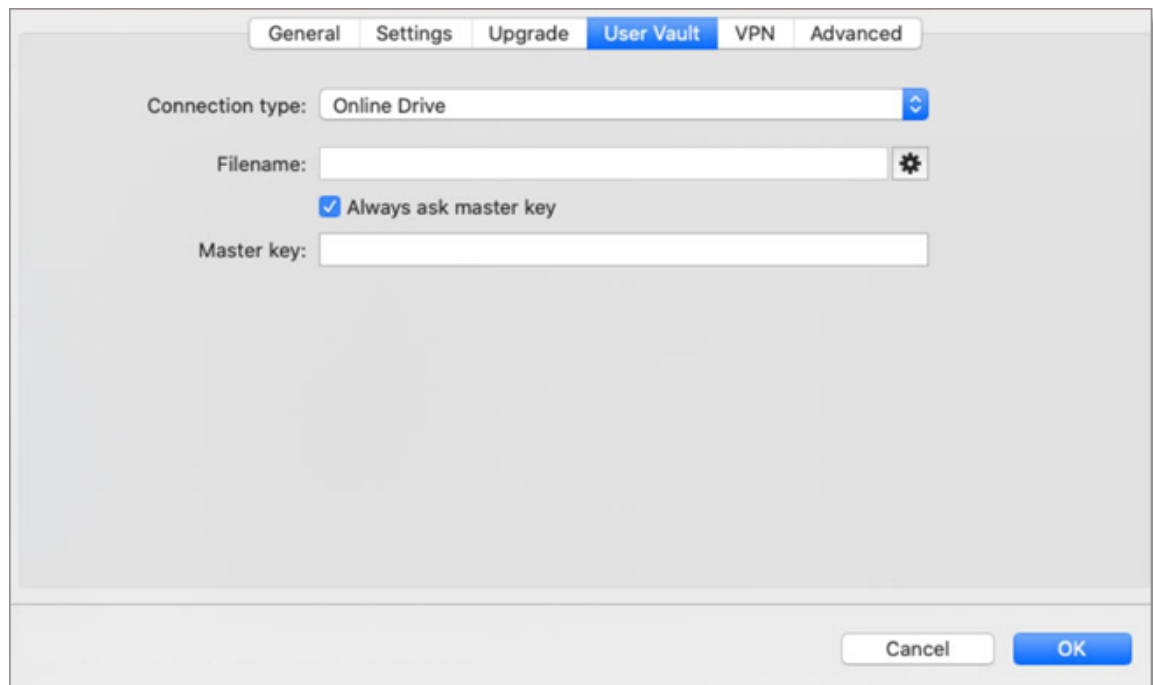 General Settings Upgrade User Vault VPN Advanced
Connection type: Online Drive
Filename:
Always ask master key
Master key:
Cancel OK